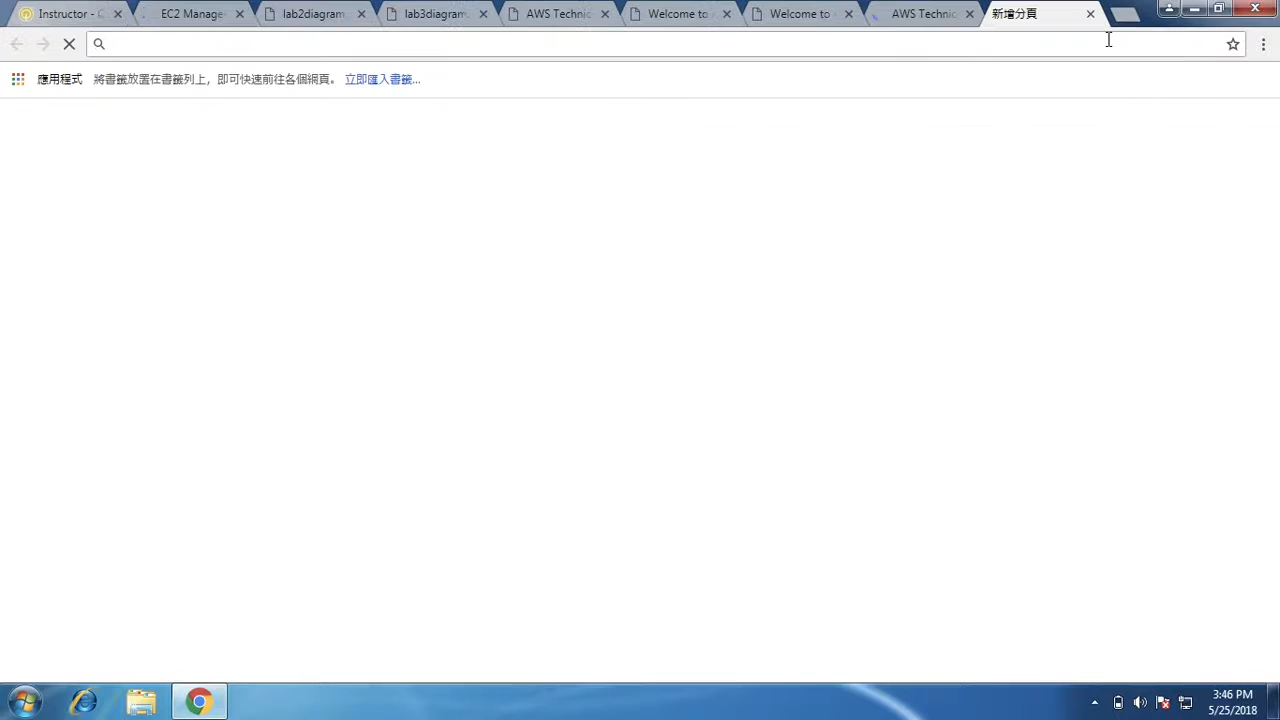 Instructor - C
EC2 Manage
lab2diagram
lab3diagram
AWS Technic
Welcome to
Welcome to
AWS Technic
新增分頁
應用程式
將書籤放置在書籤列上，即可快速前往各個網頁。
立即匯入書籤...
3:46 PM
5/25/2018